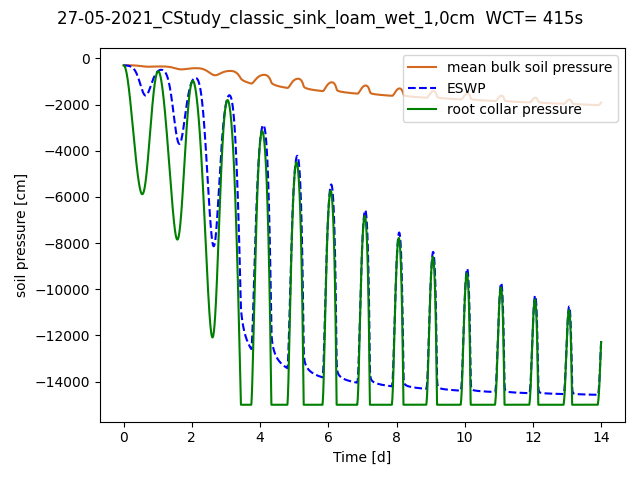 27-05-2021_CStudy_classic_sink_loam_wet_1,0cm  WCT= 415s
mean bulk soil pressure
ESWP
root collar pressure
soil pressure [cm]
0
−2000
−4000
−6000
−8000
−10000
−12000
−14000
0 2 4 6 8 10 12 14
Time [d]